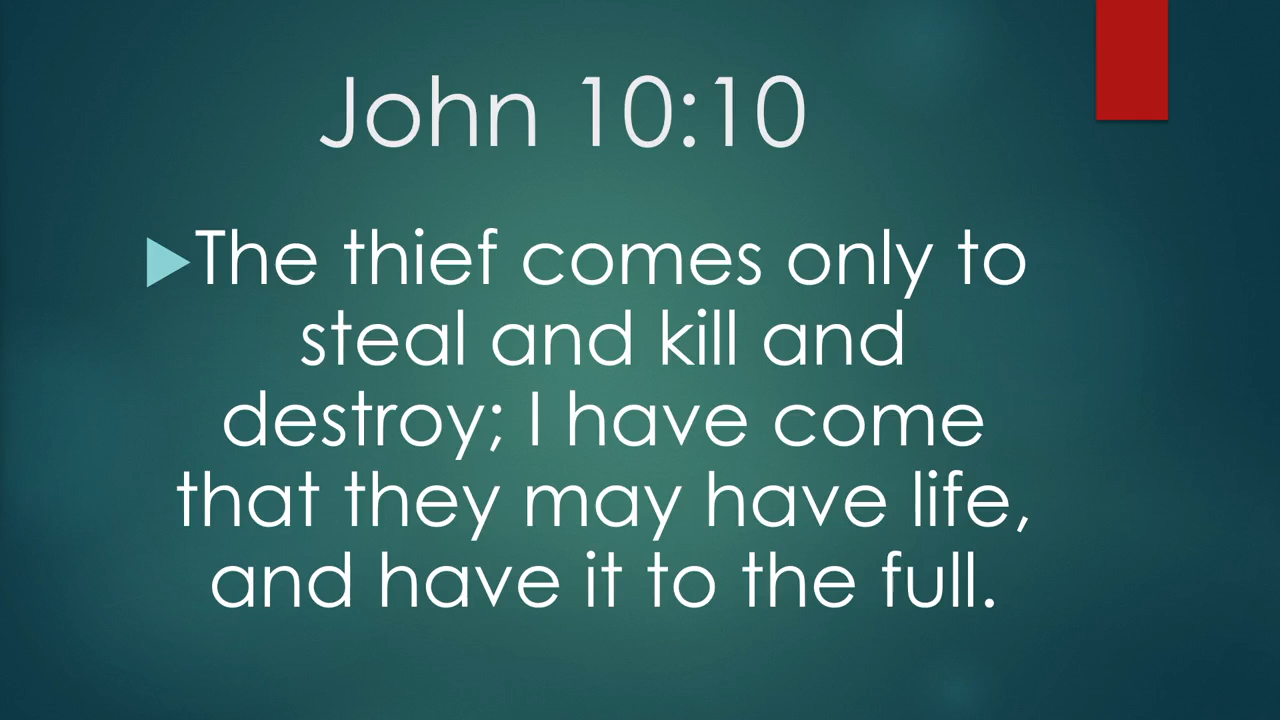 John 10:10
The thief comes only to
steal and kill and
destroy; I have come
that they may have life,
and have it to the full.